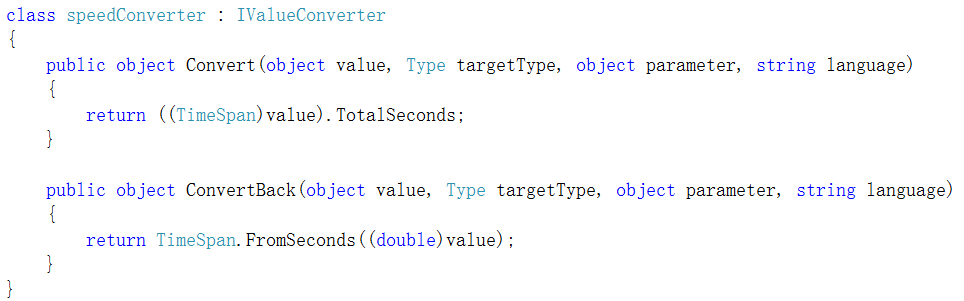 class speedConverter : IValueConverter
{
    public object Convert(object value, Type targetType, object parameter, string language)
    {
        return ((TimeSpan)value).TotalSeconds;
    }

    public object ConvertBack(object value, Type targetType, object parameter, string language)
    {
        return TimeSpan.FromSeconds((double)value);
    }
}